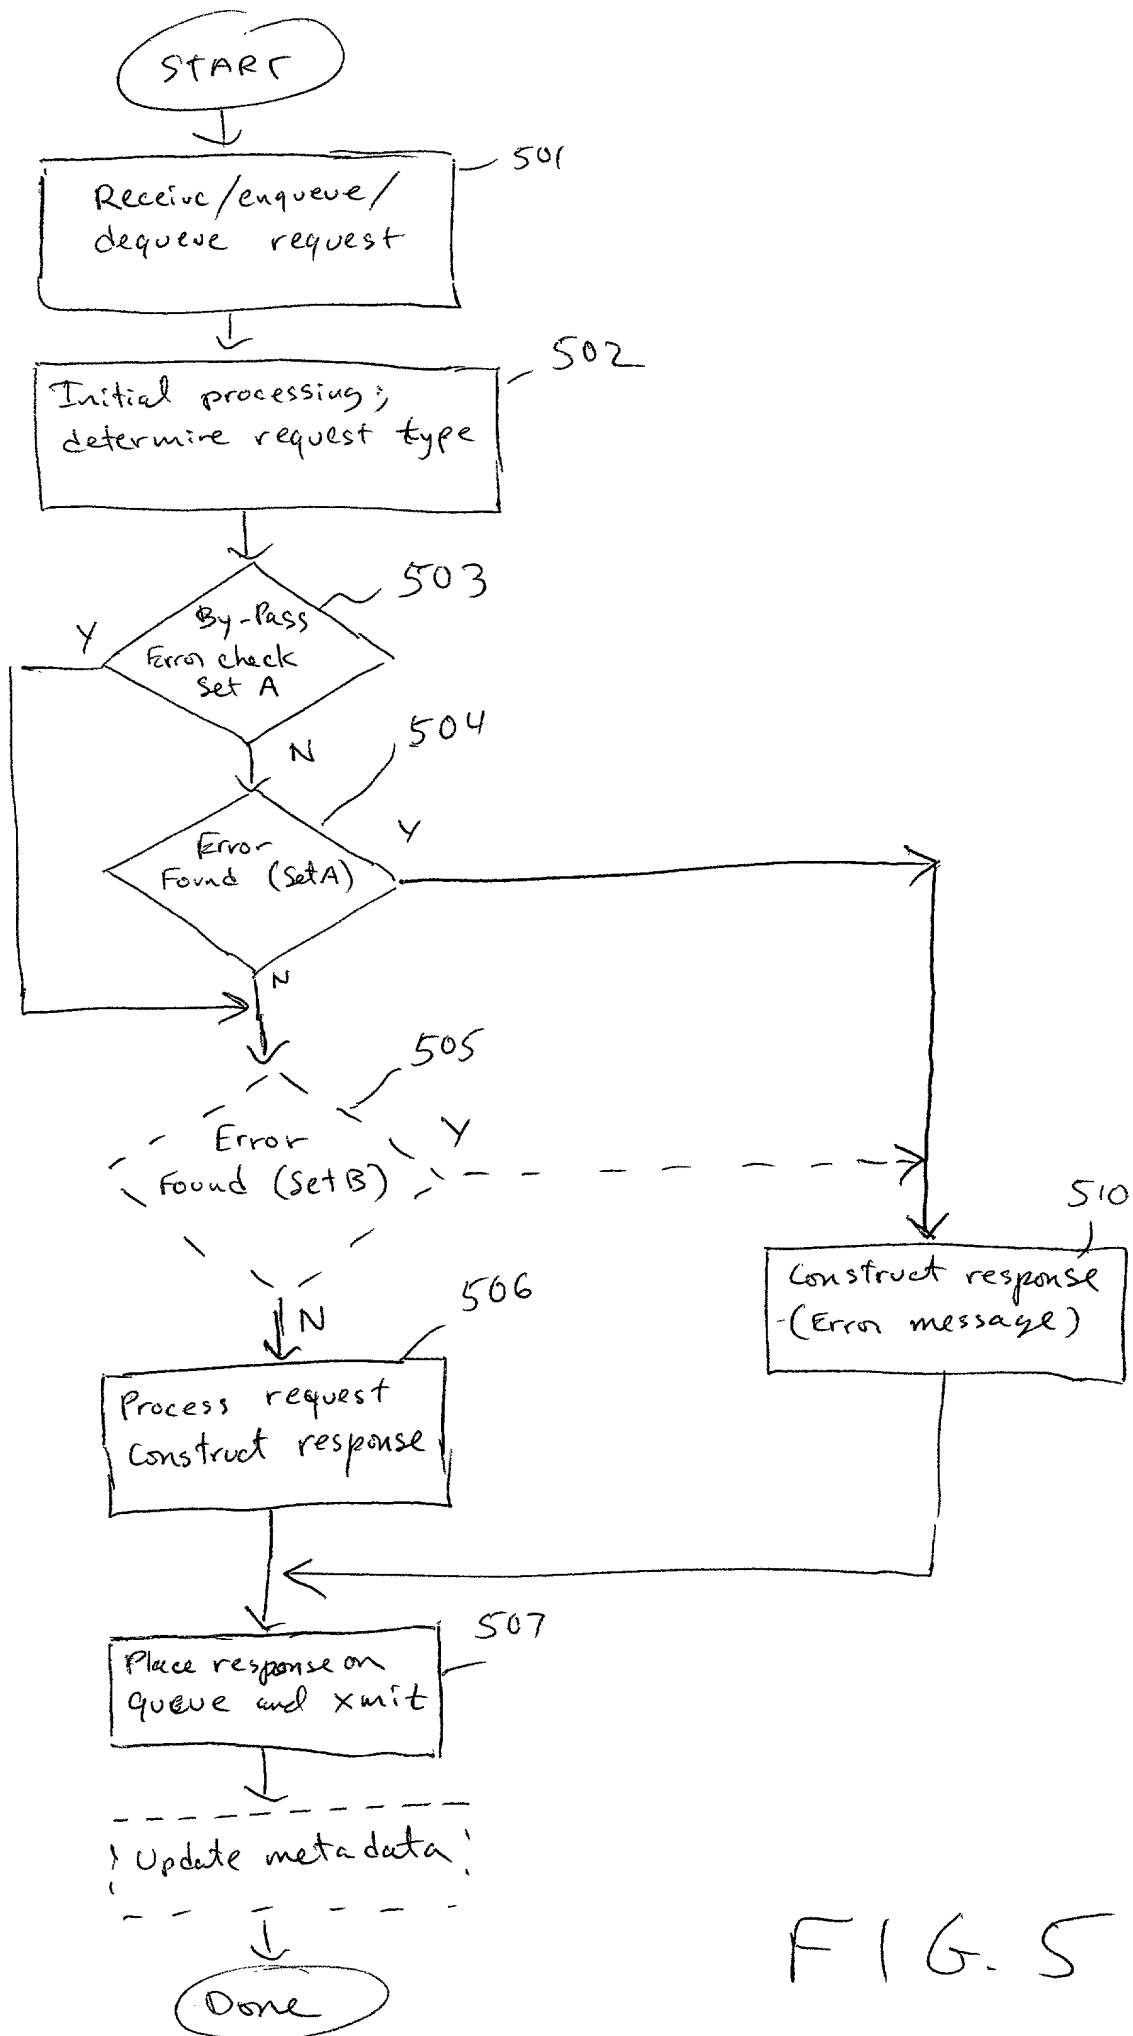 START
501
Receive/enqueue/
dequeue request
502
Initial processing;
determine request type
503
Y
By-Pass
Error check
Set A
N
504
Y
Error
Found (Set A)
N
505
Y
Error
Found (Set B)
510
Construct response
(Error message)
N
506
Process request
Construct response
507
Place response on
queue and xmit
Update metadata
Done
FIG. 5